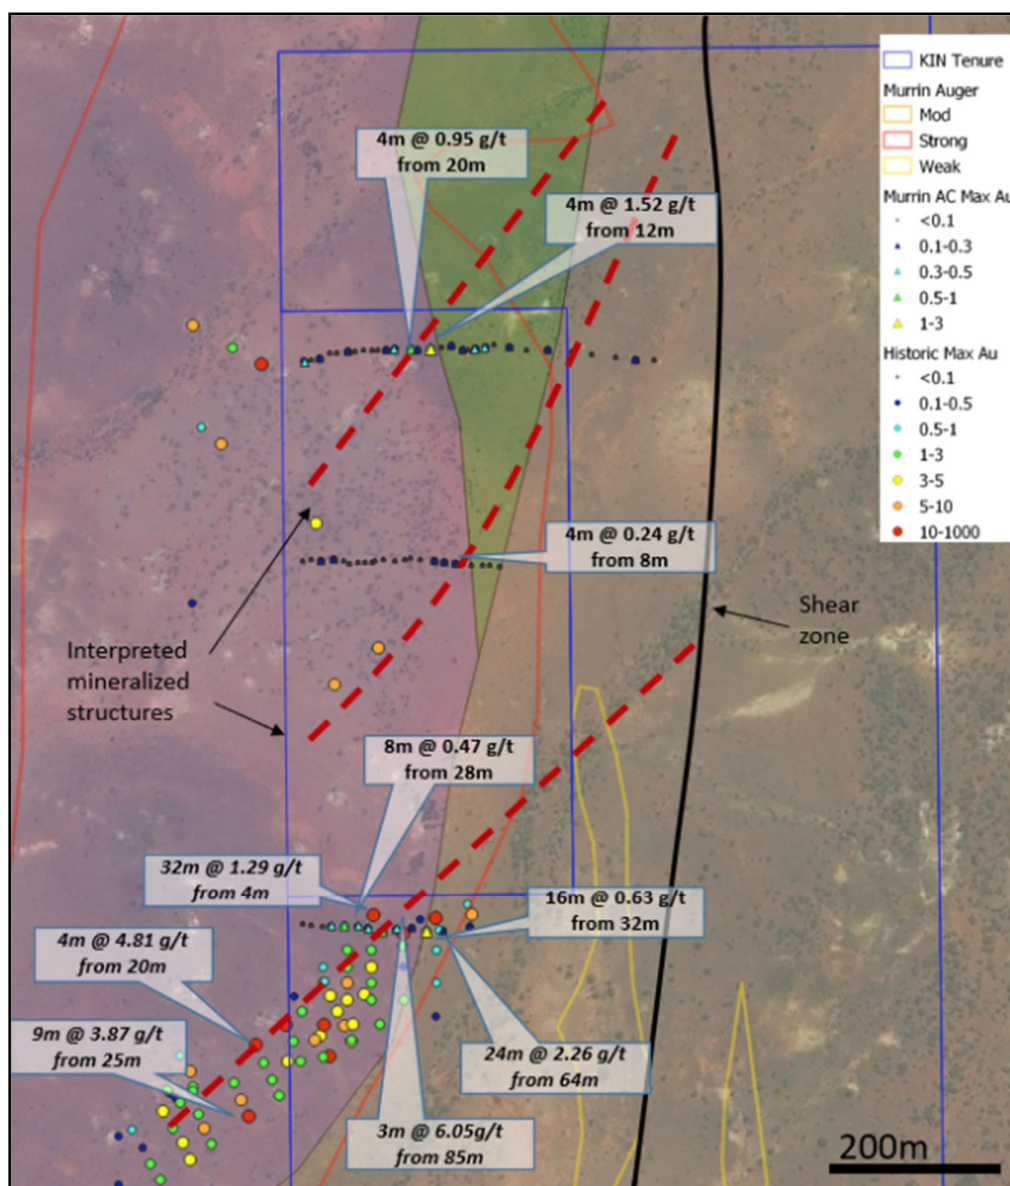 4m @ 0.95 g/t
from 20m
4m @ 1.52 g/t
from 12m
KIN Tenure
Murrin Auger
Mod
Strong
Weak
Murrin AC Max Au
<0.1
0.1-0.3
0.3-0.5
0.5-1
1-3
Historic Max Au
<0.1
0.1-0.5
0.5-1
1-3
3-5
5-10
10-1000
4m @ 0.24 g/t
from 8m
Shear
zone
Interpreted
mineralized
structures
8m @ 0.47 g/t
from 28m
32m @ 1.29 g/t
from 4m
16m @ 0.63 g/t
from 32m
4m @ 4.81 g/t
from 20m
9m @ 3.87 g/t
from 25m
24m @ 2.26 g/t
from 64m
3m @ 6.05g/t
from 85m
200m